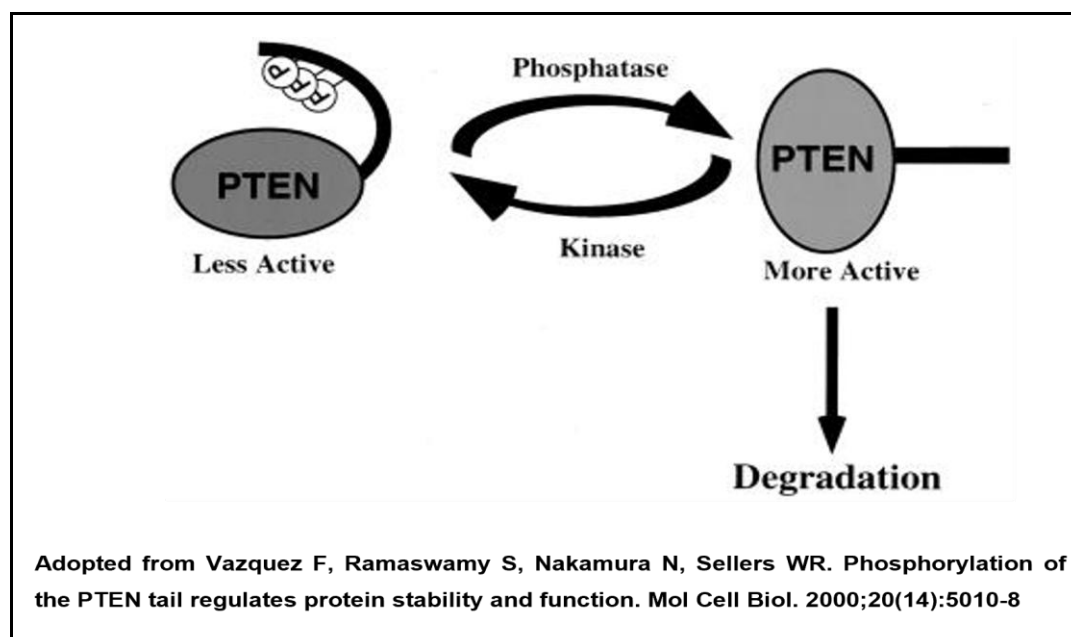 P
P
P
Phosphatase
PTEN
PTEN
Less Active
Kinase
More Active
Degradation
Adopted from Vazquez F, Ramaswamy S, Nakamura N, Sellers WR. Phosphorylation of
the PTEN tail regulates protein stability and function. Mol Cell Biol. 2000;20(14):5010-8